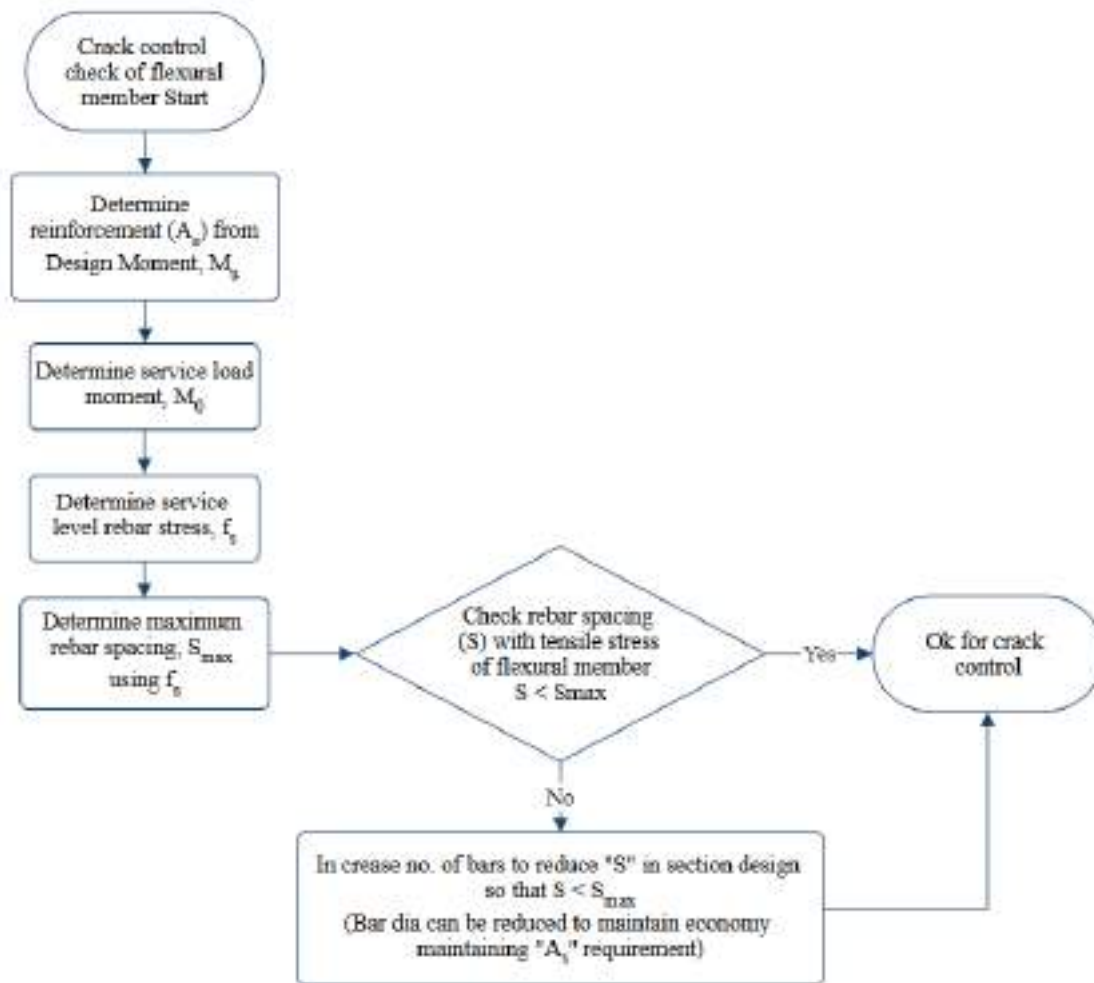 Crack control
check of flexural
member Start
Determine
reinforcement (Aₛ) from
Design Moment, Mₛ
Determine service load
moment, M₀
Determine service
level rebar stress, fₛ
Determine maximum
rebar spacing, Sₘₐₓ
using fₛ
Check rebar spacing
(S) with tensile stress
of flexural member
S < Smax
Yes
Ok for crack
control
No
In crease no. of bars to reduce "S" in section design
so that S < Sₘₐₓ
(Bar dia can be reduced to maintain economy
maintaining "Aₛ" requirement)